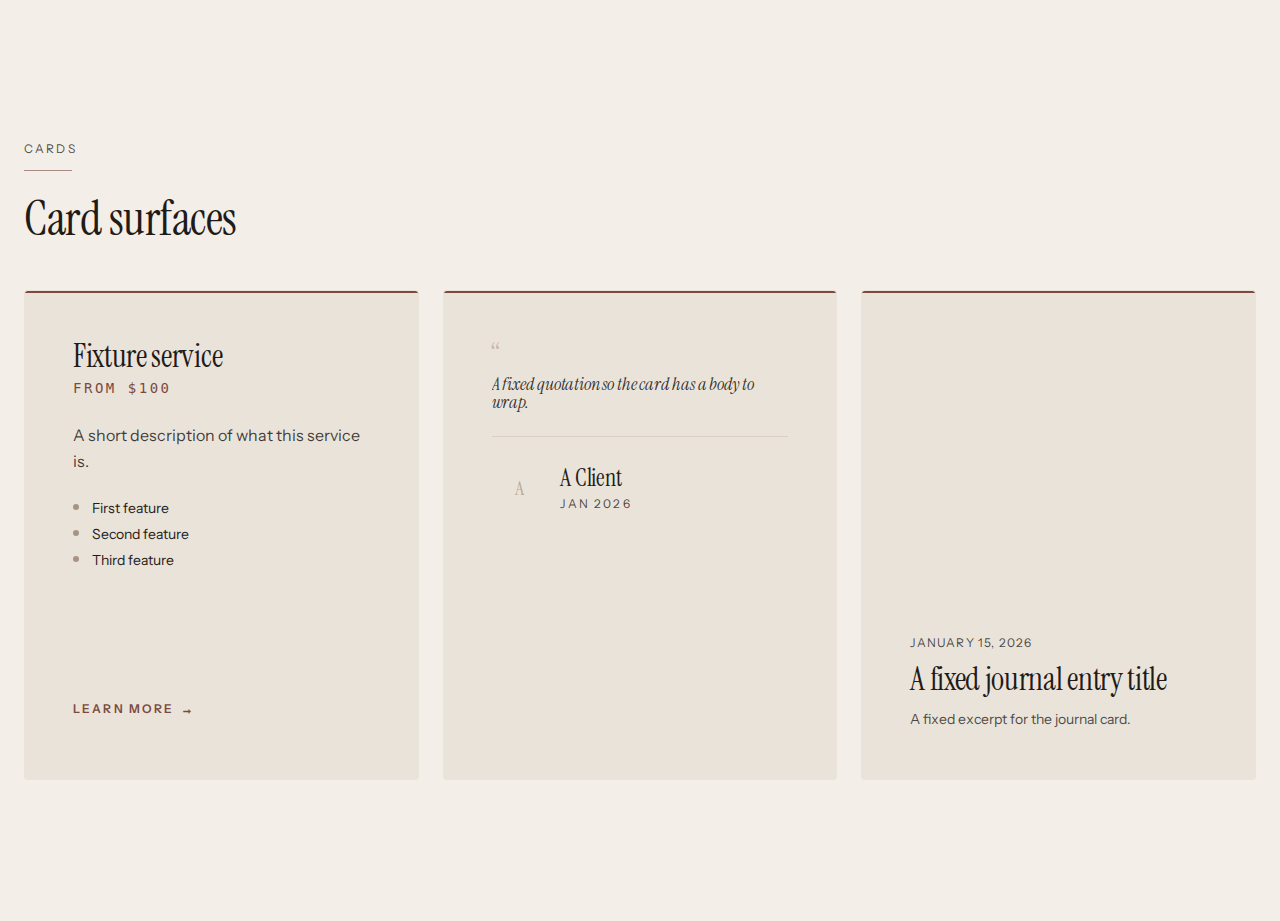 CARDS
Card surfaces
Fixture service
FROM $100
A short description of what this service
is.
First feature
Second feature
Third feature
LEARN MORE →
“
A fixed quotation so the card has a body to
wrap.
A
A Client
JAN 2026
JANUARY 15, 2026
A fixed journal entry title
A fixed excerpt for the journal card.